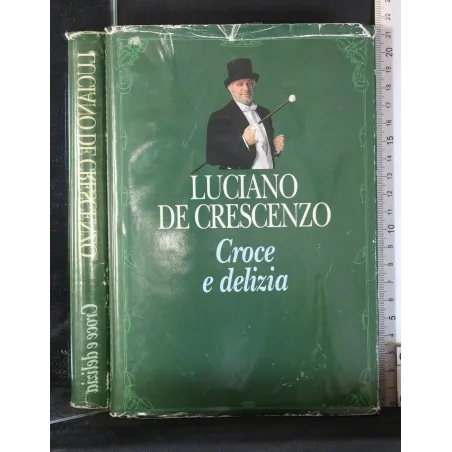 LUCIANO
DE CRESCENZO
Croce
e delizia
LUCIANO DE CRESCENZO
Croce e delizia